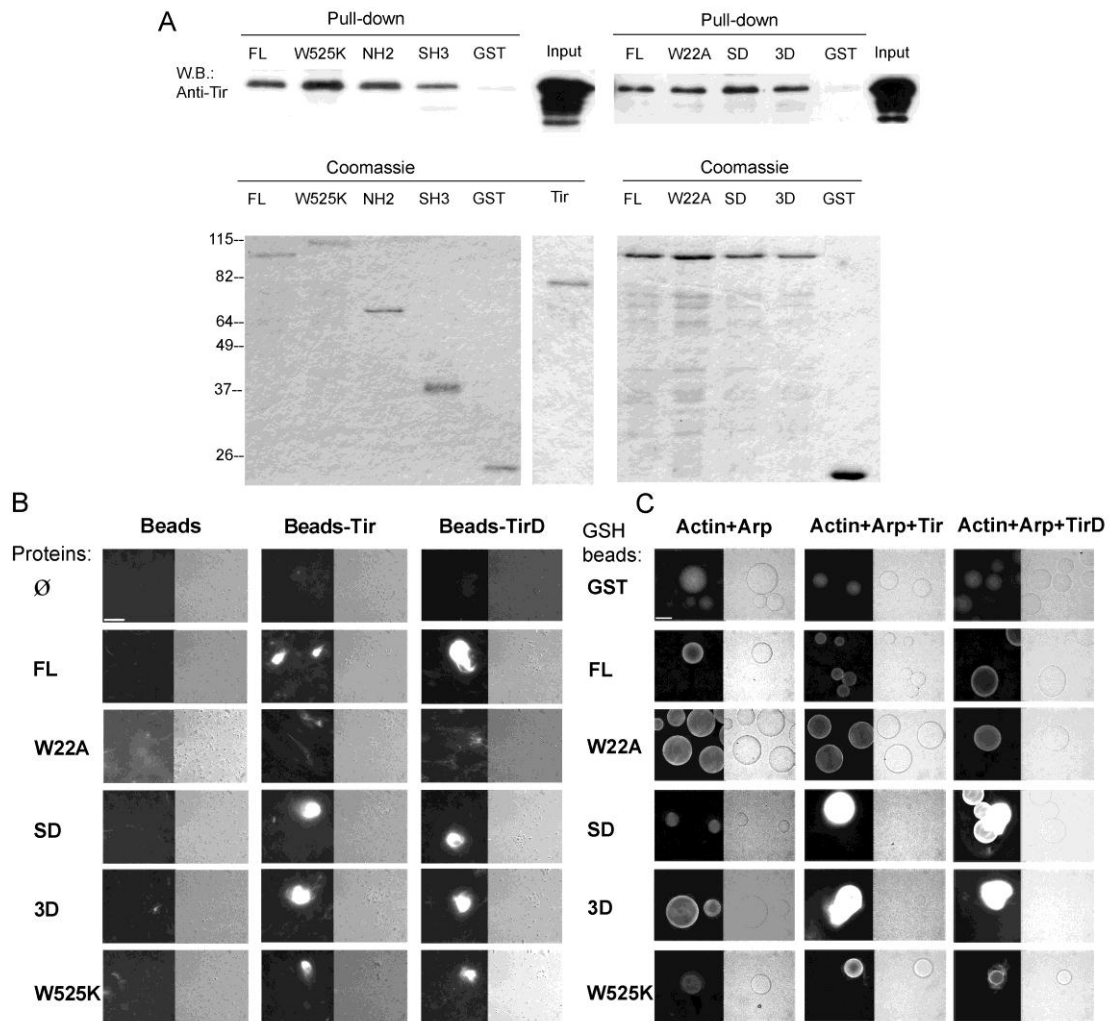 A
Pull-down Pull-down
FL W525K NH2 SH3 GST Input FL W22A SD 3D GST Input
W.B.:
Anti-Tir
Coomassie Coomassie
FL W525K NH2 SH3 GST Tir FL W22A SD 3D GST
115--
82--
64--
49--
37--
26--
B
Beads Beads-Tir Beads-TirD
Proteins:
Ø
FL
W22A
SD
3D
W525K
C
GSH
beads:
Actin+Arp Actin+Arp+Tir Actin+Arp+TirD
GST
FL
W22A
SD
3D
W525K